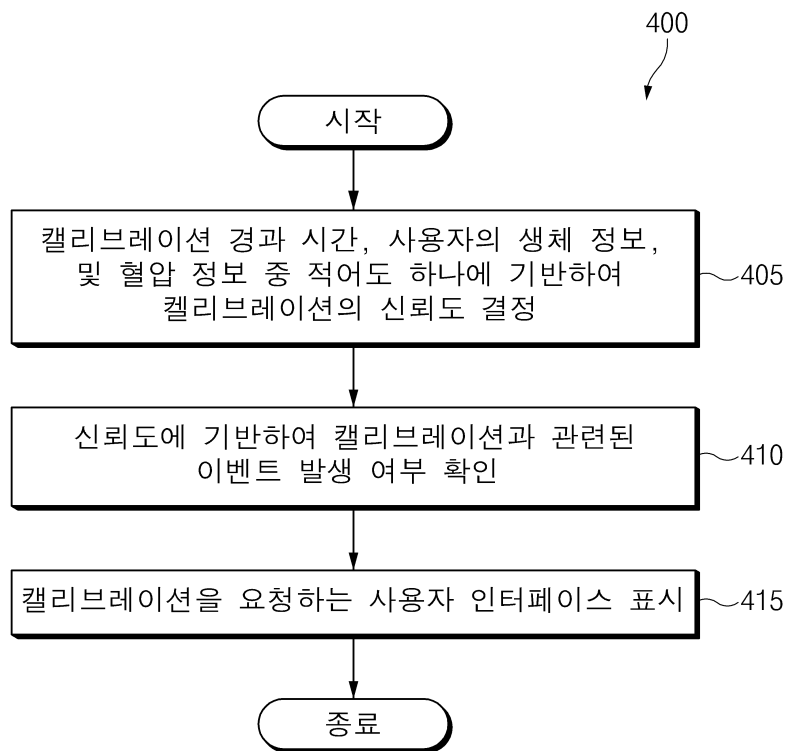 400
시작
캘리브레이션 경과 시간, 사용자의 생체 정보,
및 혈압 정보 중 적어도 하나에 기반하여
켈리브레이션의 신뢰도 결정
405
신뢰도에 기반하여 캘리브레이션과 관련된
이벤트 발생 여부 확인
410
캘리브레이션을 요청하는 사용자 인터페이스 표시
415
종료